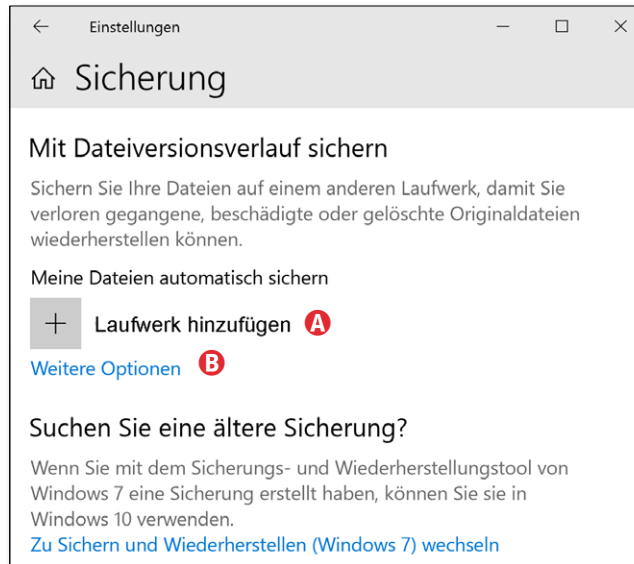 Einstellungen
Sicherung
Mit Dateiversionsverlauf sichern
Sichern Sie Ihre Dateien auf einem anderen Laufwerk, damit Sie
verloren gegangene, beschädigte oder gelöschte Originaldateien
wiederherstellen können.
Meine Dateien automatisch sichern
Laufwerk hinzufügen A
Weitere Optionen B
Suchen Sie eine ältere Sicherung?
Wenn Sie mit dem Sicherungs- und Wiederherstellungstool von
Windows 7 eine Sicherung erstellt haben, können Sie sie in
Windows 10 verwenden.
Zu Sichern und Wiederherstellen (Windows 7) wechseln